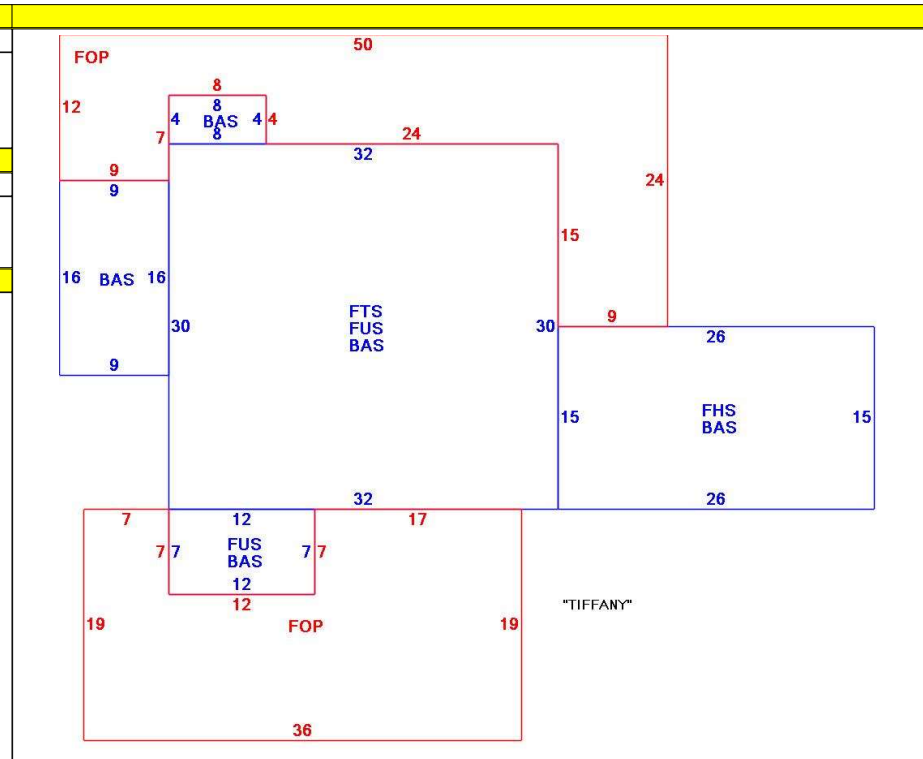 50
FOP
8
12
8
4 4 4
BAS
7 8 24
32
9
9
24
15
16 BAS 16
30 30
FTS
FUS
BAS
9
26
9
15 FHS 15
BAS
32 26
7 12 17
FUS
7 7 7 7
BAS
12
12
"TIFFANY"
19 FOP 19
36